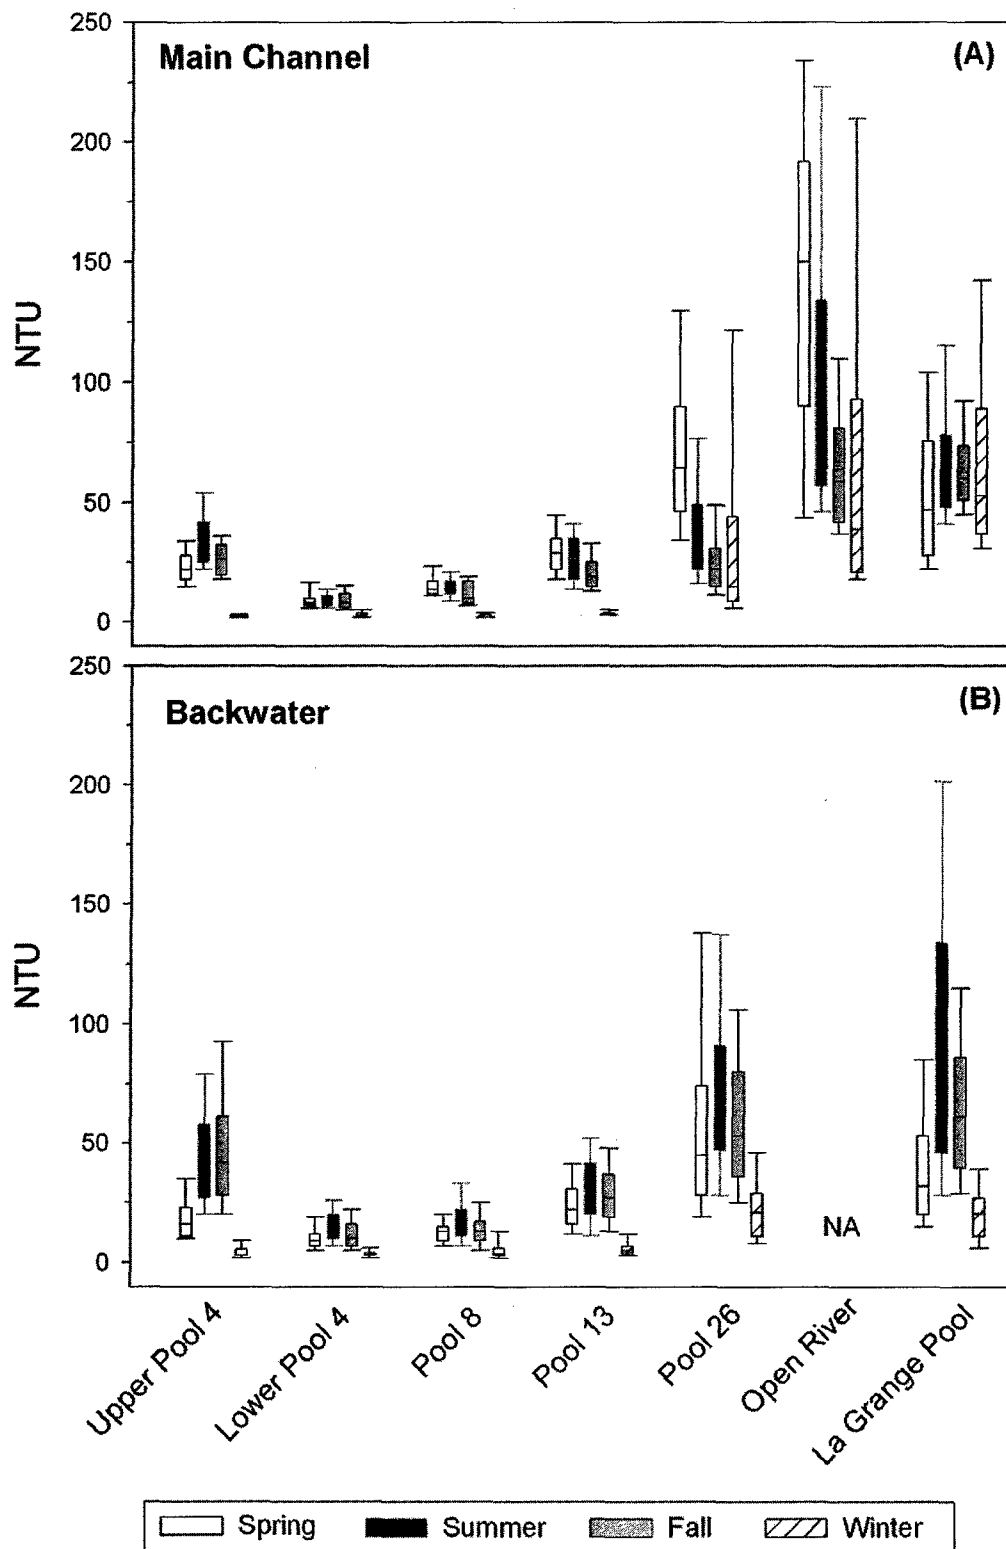 250
Main Channel
(A)
200
150
NTU
100
50
0
250
Backwater
(B)
200
150
NTU
100
50
NA
0
Upper Pool 4
Lower Pool 4
Pool 8
Pool 13
Pool 26
Open River
La Grange Pool
Spring
Summer
Fall
Winter